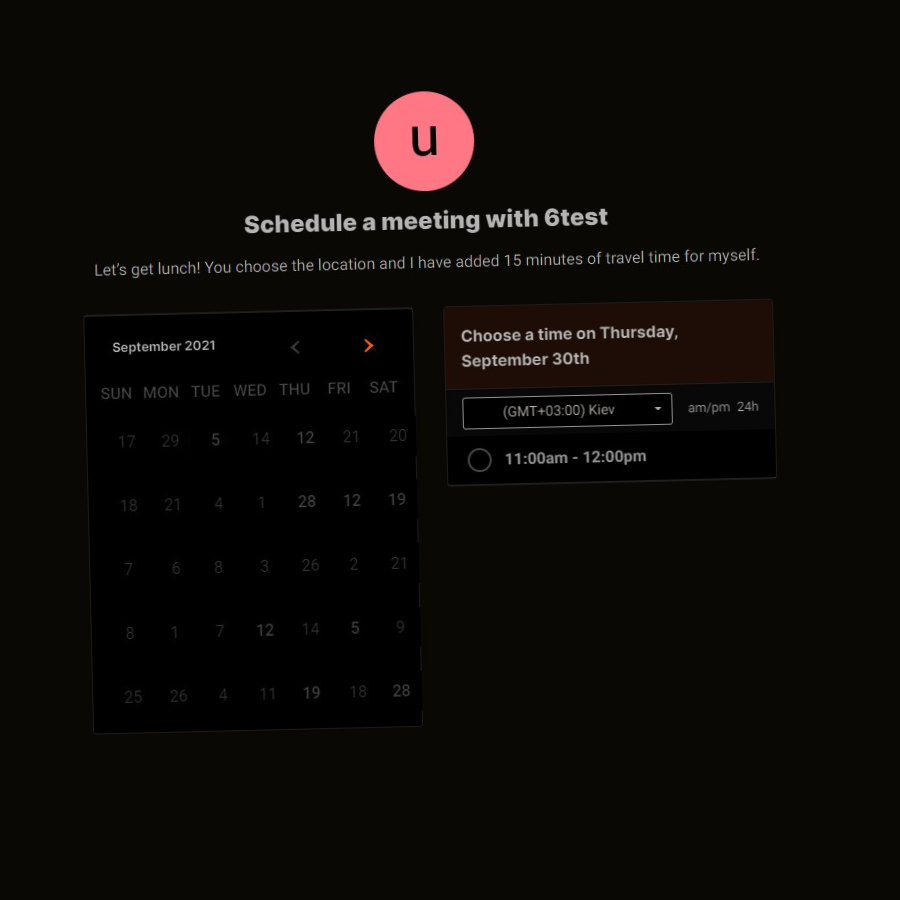 u
Schedule a meeting with 6test
Let's get lunch! You choose the location and I have added 15 minutes of travel time for myself.
September 2021
SUN MON TUE WED THU FRI SAT
17 29 5 14 12 21 20
18 21 4 1 28 12 19
7 6 8 3 26 2 21
8 1 7 12 14 5 9
25 26 4 11 19 18 28
Choose a time on Thursday,
September 30th
(GMT+03:00) Kiev am/pm 24h
11:00am - 12:00pm